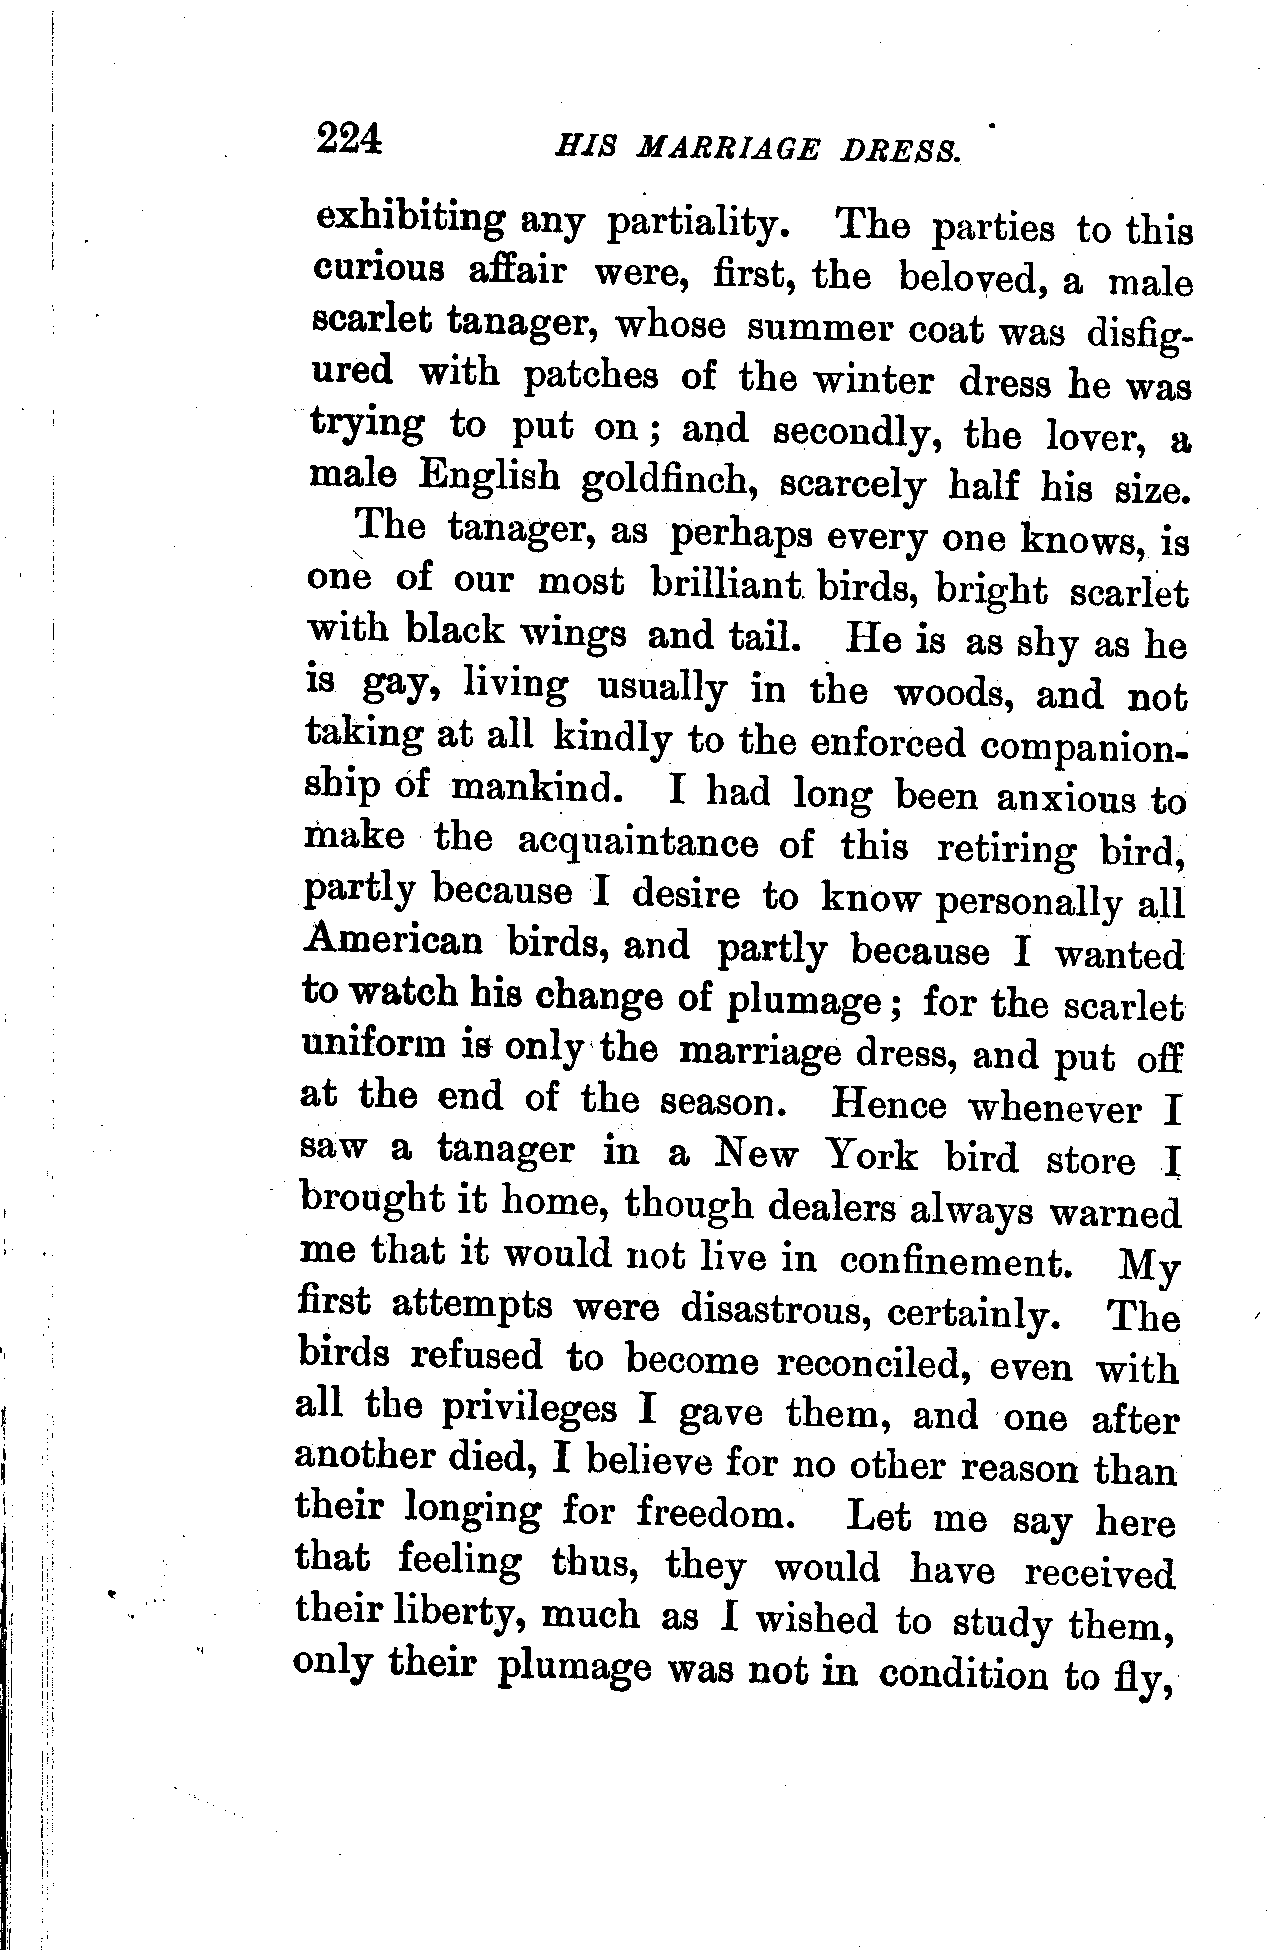 224 HIS MARRIAGE DRESS.
exhibiting any partiality. The parties to this
curious affair were, first, the beloved, a male
scarlet tanager, whose summer coat was disfig-
ured with patches of the winter dress he was
trying to put on; and secondly, the lover, a
male English goldfinch, scarcely half his size.
The tanager, as perhaps every one knows, is
one of our most brilliant birds, bright scarlet
with black wings and tail. He is as shy as he
is gay, living usually in the woods, and not
taking at all kindly to the enforced companion-
ship of mankind. I had long been anxious to
make the acquaintance of this retiring bird,
partly because I desire to know personally all
American birds, and partly because I wanted
to watch his change of plumage; for the scarlet
uniform is only the marriage dress, and put off
at the end of the season. Hence whenever I
saw a tanager in a New York bird store I
brought it home, though dealers always warned
me that it would not live in confinement. My
first attempts were disastrous, certainly. The
birds refused to become reconciled, even with
all the privileges I gave them, and one after
another died, I believe for no other reason than
their longing for freedom. Let me say here
that feeling thus, they would have received
their liberty, much as I wished to study them,
only their plumage was not in condition to fly,